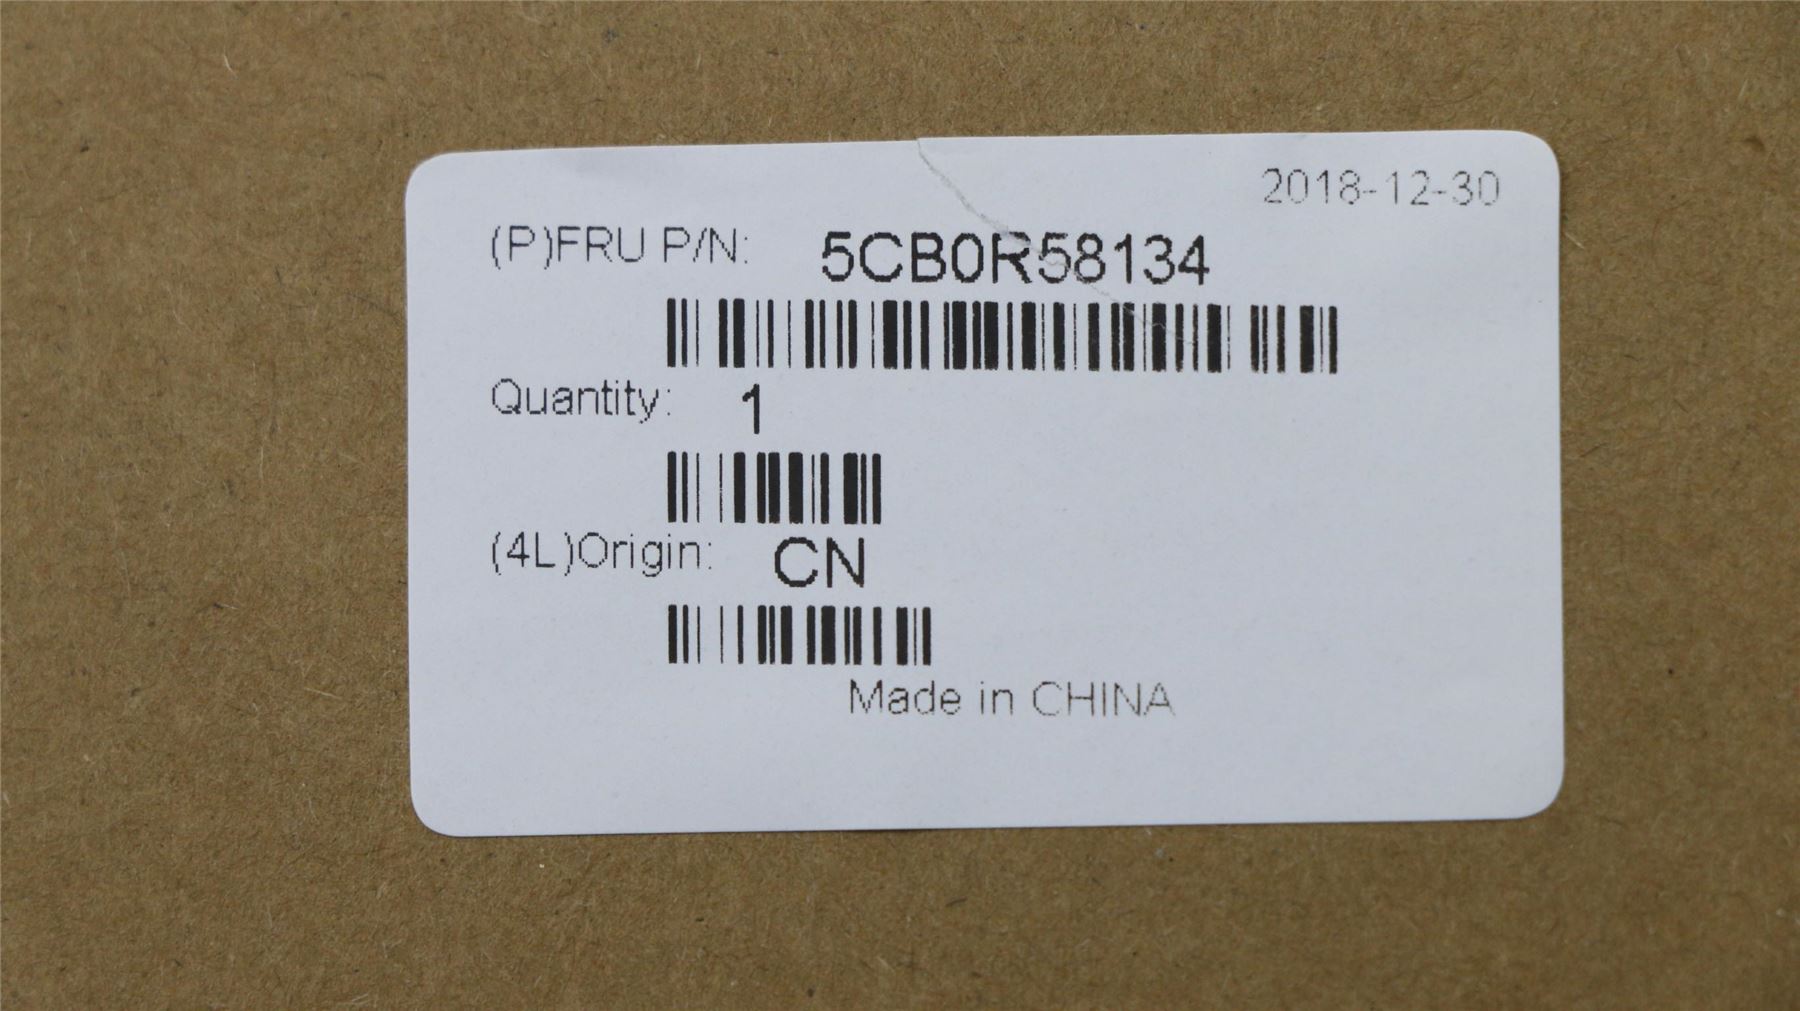 2018-12-30
(P)FRU P/N: 5CB0R58134
Quantity: 1
(4L)Origin: CN
Made in CHINA